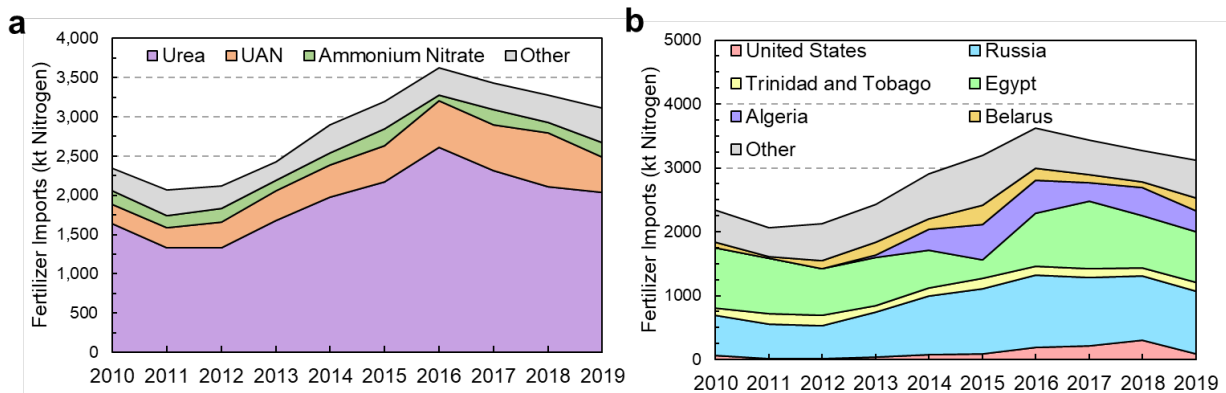 a
Fertilizer Imports (kt Nitrogen)
4,000
3,500
3,000
2,500
2,000
1,500
1,000
500
0
Urea UAN Ammonium Nitrate Other
2010 2011 2012 2013 2014 2015 2016 2017 2018 2019
b
Fertilizer Imports (kt Nitrogen)
5000
4000
3000
2000
1000
0
United States Russia
Trinidad and Tobago Egypt
Algeria Belarus
Other
2010 2011 2012 2013 2014 2015 2016 2017 2018 2019